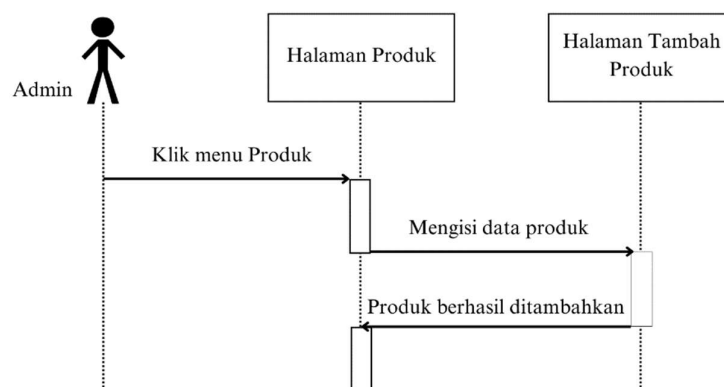 Admin
Halaman Produk
Halaman Tambah
Produk
Klik menu Produk
Mengisi data produk
Produk berhasil ditambahkan